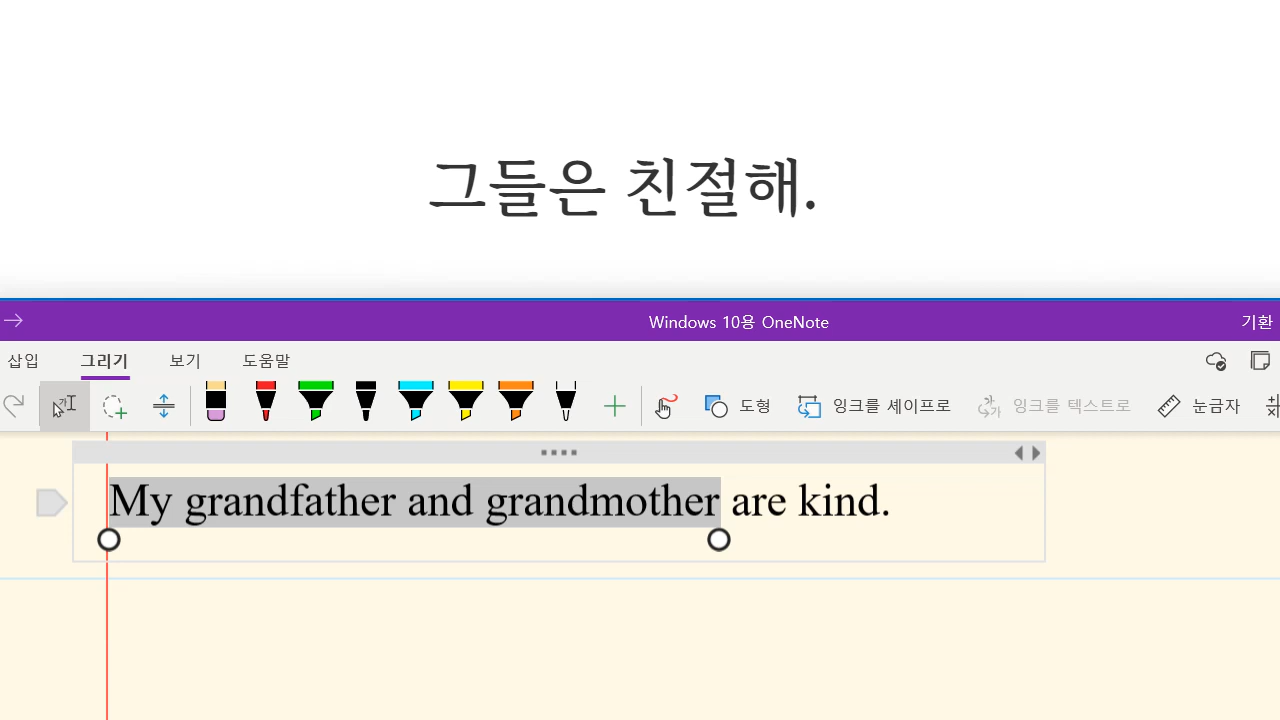 그들은 친절해.
Windows 10용 OneNote
기환
삽입
그리기
보기
도움말
가
도형
잉크를 셰이프로
가
잉크를 텍스트로
눈금자
My grandfather and grandmother are kind.